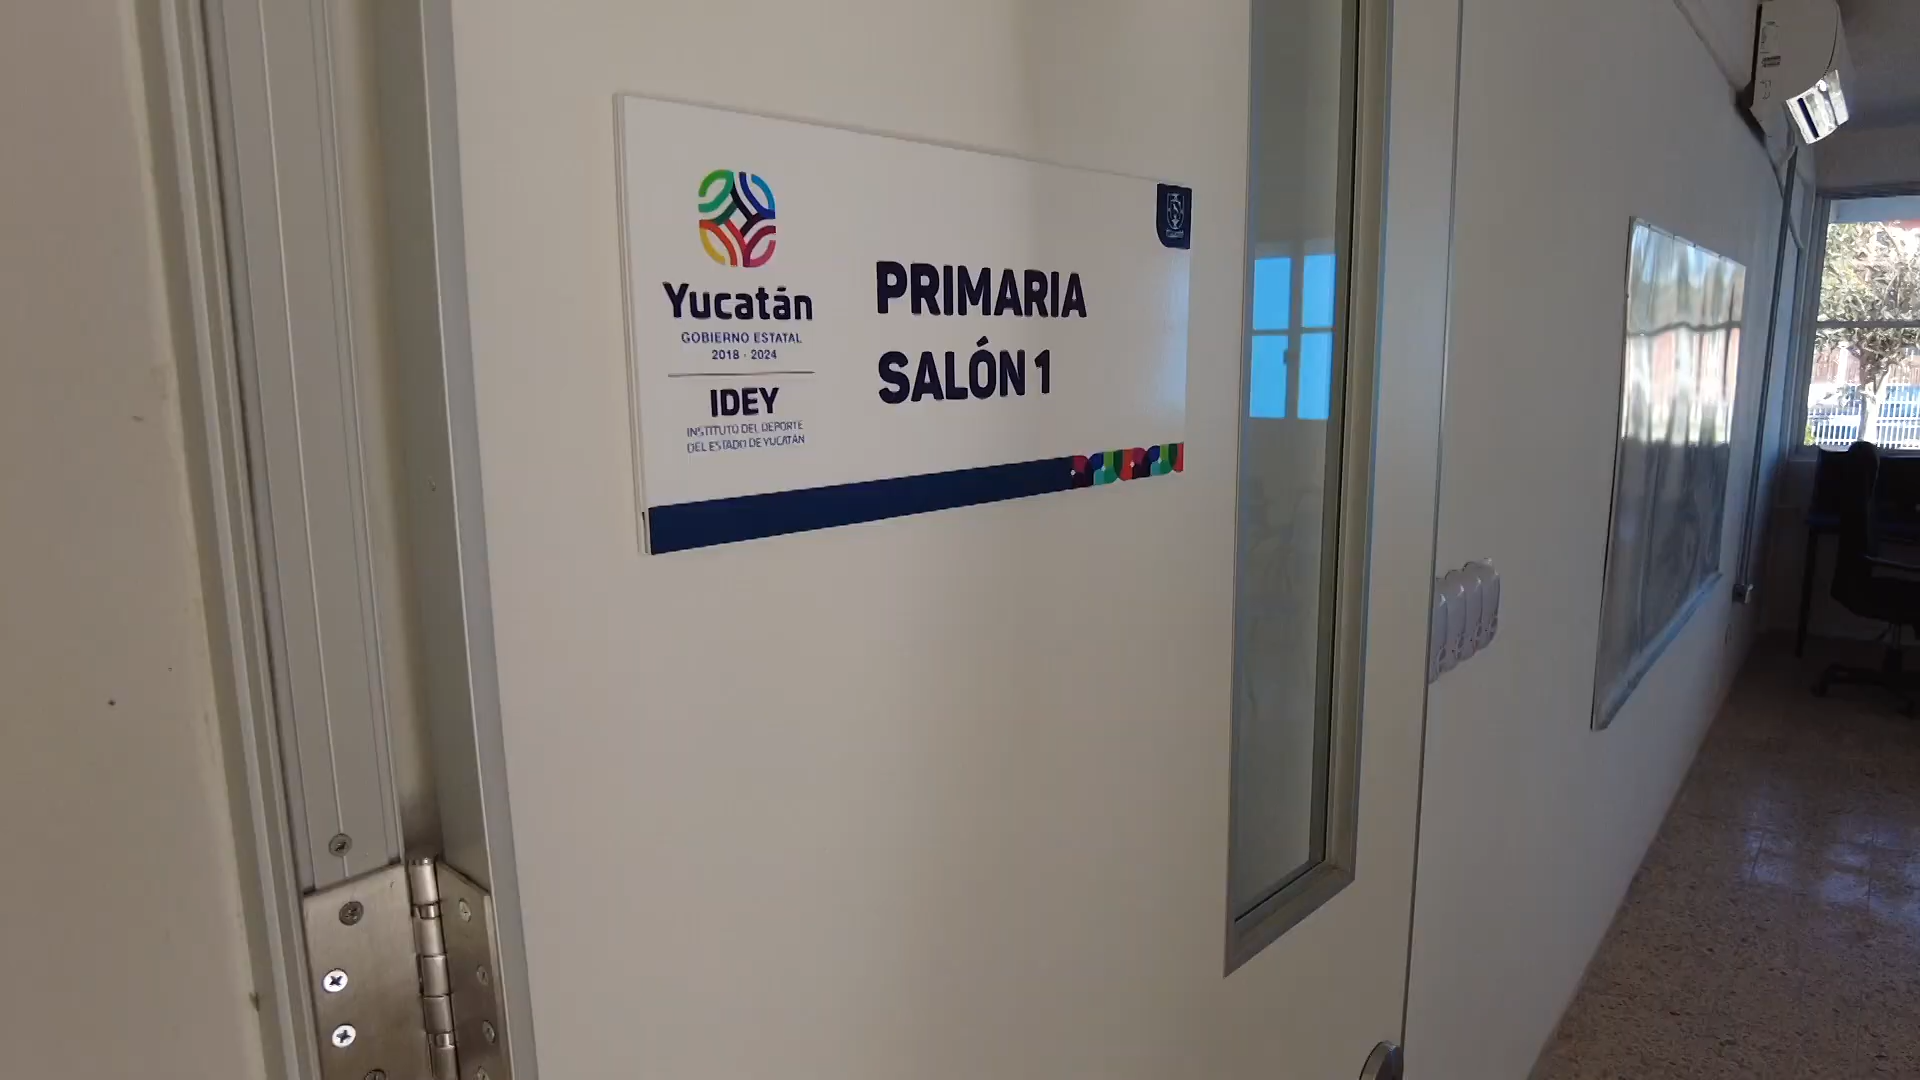 Yucatán
GOBIERNO ESTATAL
2018 - 2024
IDEY
INSTITUTO DEL DEPORTE
DEL ESTADO DE YUCATÁN
PRIMARIA
SALÓN 1